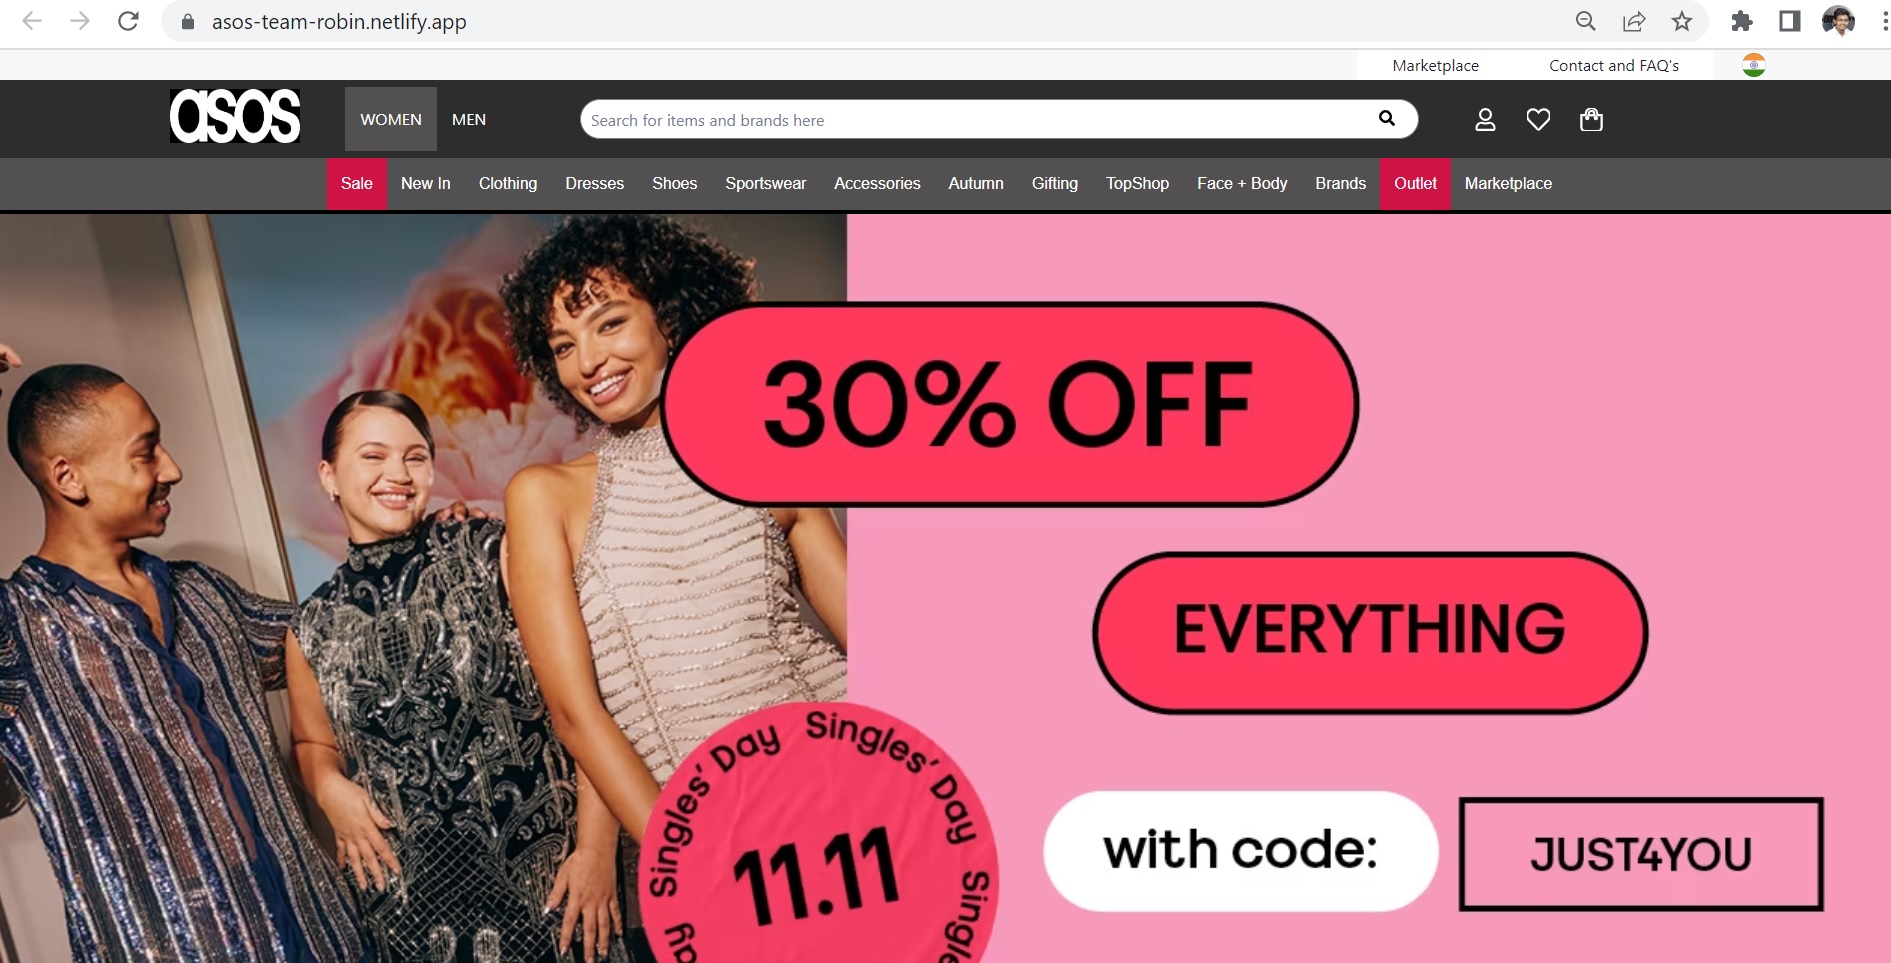 asos-team-robin.netlify.app
Marketplace Contact and FAQ's
asos WOMEN MEN Search for items and brands here
Sale New In Clothing Dresses Shoes Sportswear Accessories Autumn Gifting TopShop Face + Body Brands Outlet Marketplace
30% OFF
EVERYTHING
with code: JUST4YOU
Singles' Day Singles' Day Single
ay
11.11